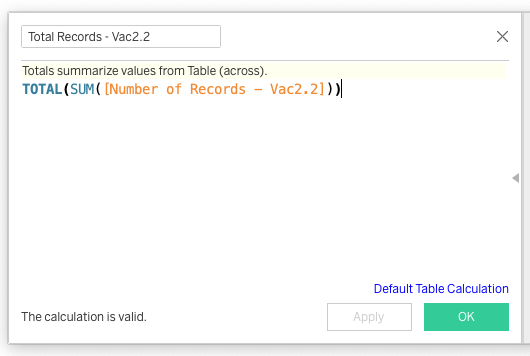 Total Records - Vac2.2
Totals summarize values from Table (across).
TOTAL(SUM([Number of Records - Vac2.2]))
Default Table Calculation
The calculation is valid.
Apply
OK